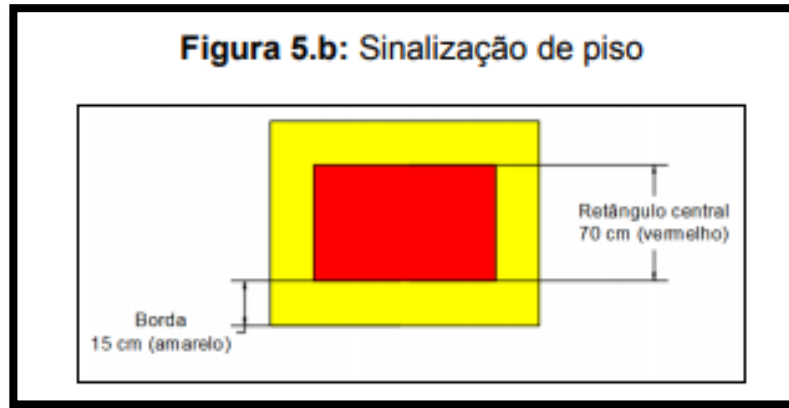 Figura 5.b: Sinalização de piso
Retângulo central
70 cm (vermelho)
Borda
15 cm (amarelo)